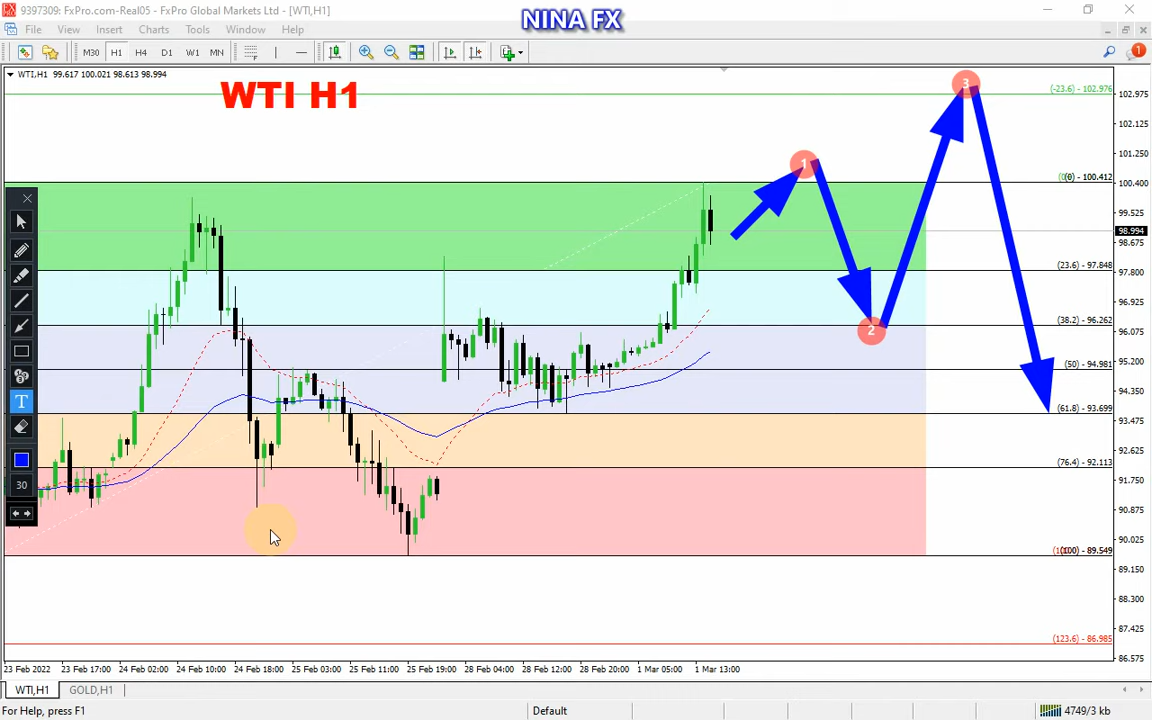 9397309: FxPro.com-Real05 - FxPro Global Markets Ltd - [WTI,H1]
NINA FX
File View Insert Charts Tools Window Help
M30 H1 H4 D1 W1 MN
1
WTI,H1 99.617 100.021 98.613 98.994
WTI H1
3
(-23.6) - 102.976
102.975
102.125
101.250
1
(0) - 100.412
100.400
99.525
98.994
98.675
(23.6) - 97.848
97.800
96.925
(38.2) - 96.262
96.075
2
(50) - 94.981
95.200
94.350
(61.8) - 93.699
93.475
(76.4) - 92.113
92.625
91.750
T
30
90.875
90.025
(100) - 89.549
89.150
88.300
87.425
(123.6) - 86.985
86.575
23 Feb 2022 23 Feb 17:00 24 Feb 02:00 24 Feb 10:00 24 Feb 18:00 25 Feb 03:00 25 Feb 11:00 25 Feb 19:00 28 Feb 04:00 28 Feb 12:00 28 Feb 20:00 1 Mar 05:00 1 Mar 13:00
WTI,H1 GOLD,H1
For Help, press F1 Default 4749/3 kb